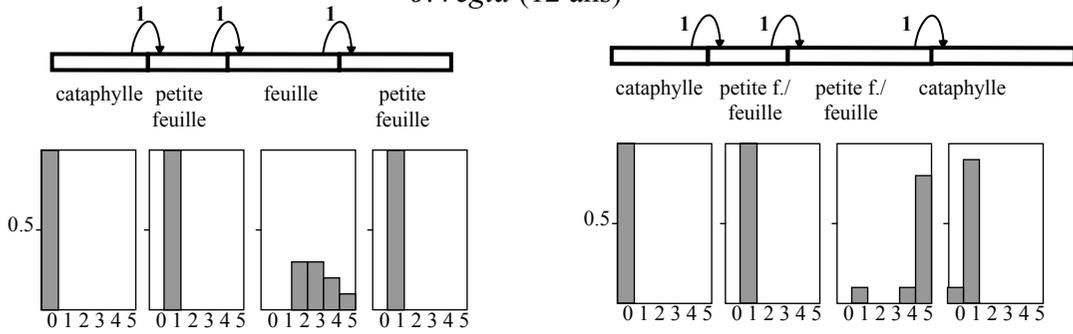 (12 ans)
1 1 1
1 1 1
cataphylle petite feuille feuille petite feuille
cataphylle petite f./ feuille petite f./ feuille cataphylle
0.5
0.5
0 1 2 3 4 5 0 1 2 3 4 5 0 1 2 3 4 5 0 1 2 3 4 5
0 1 2 3 4 5 0 1 2 3 4 5 0 1 2 3 4 5 0 1 2 3 4 5